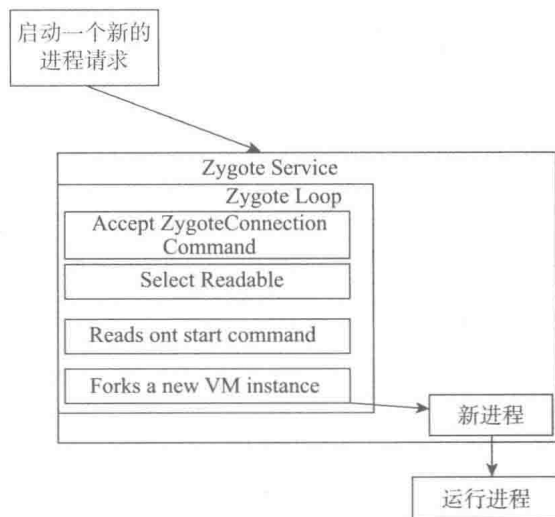 启动一个新的
进程请求
Zygote Service
Zygote Loop
Accept ZygoteConnection
Command
Select Readable
Reads ont start command
Forks a new VM instance
新进程
运行进程